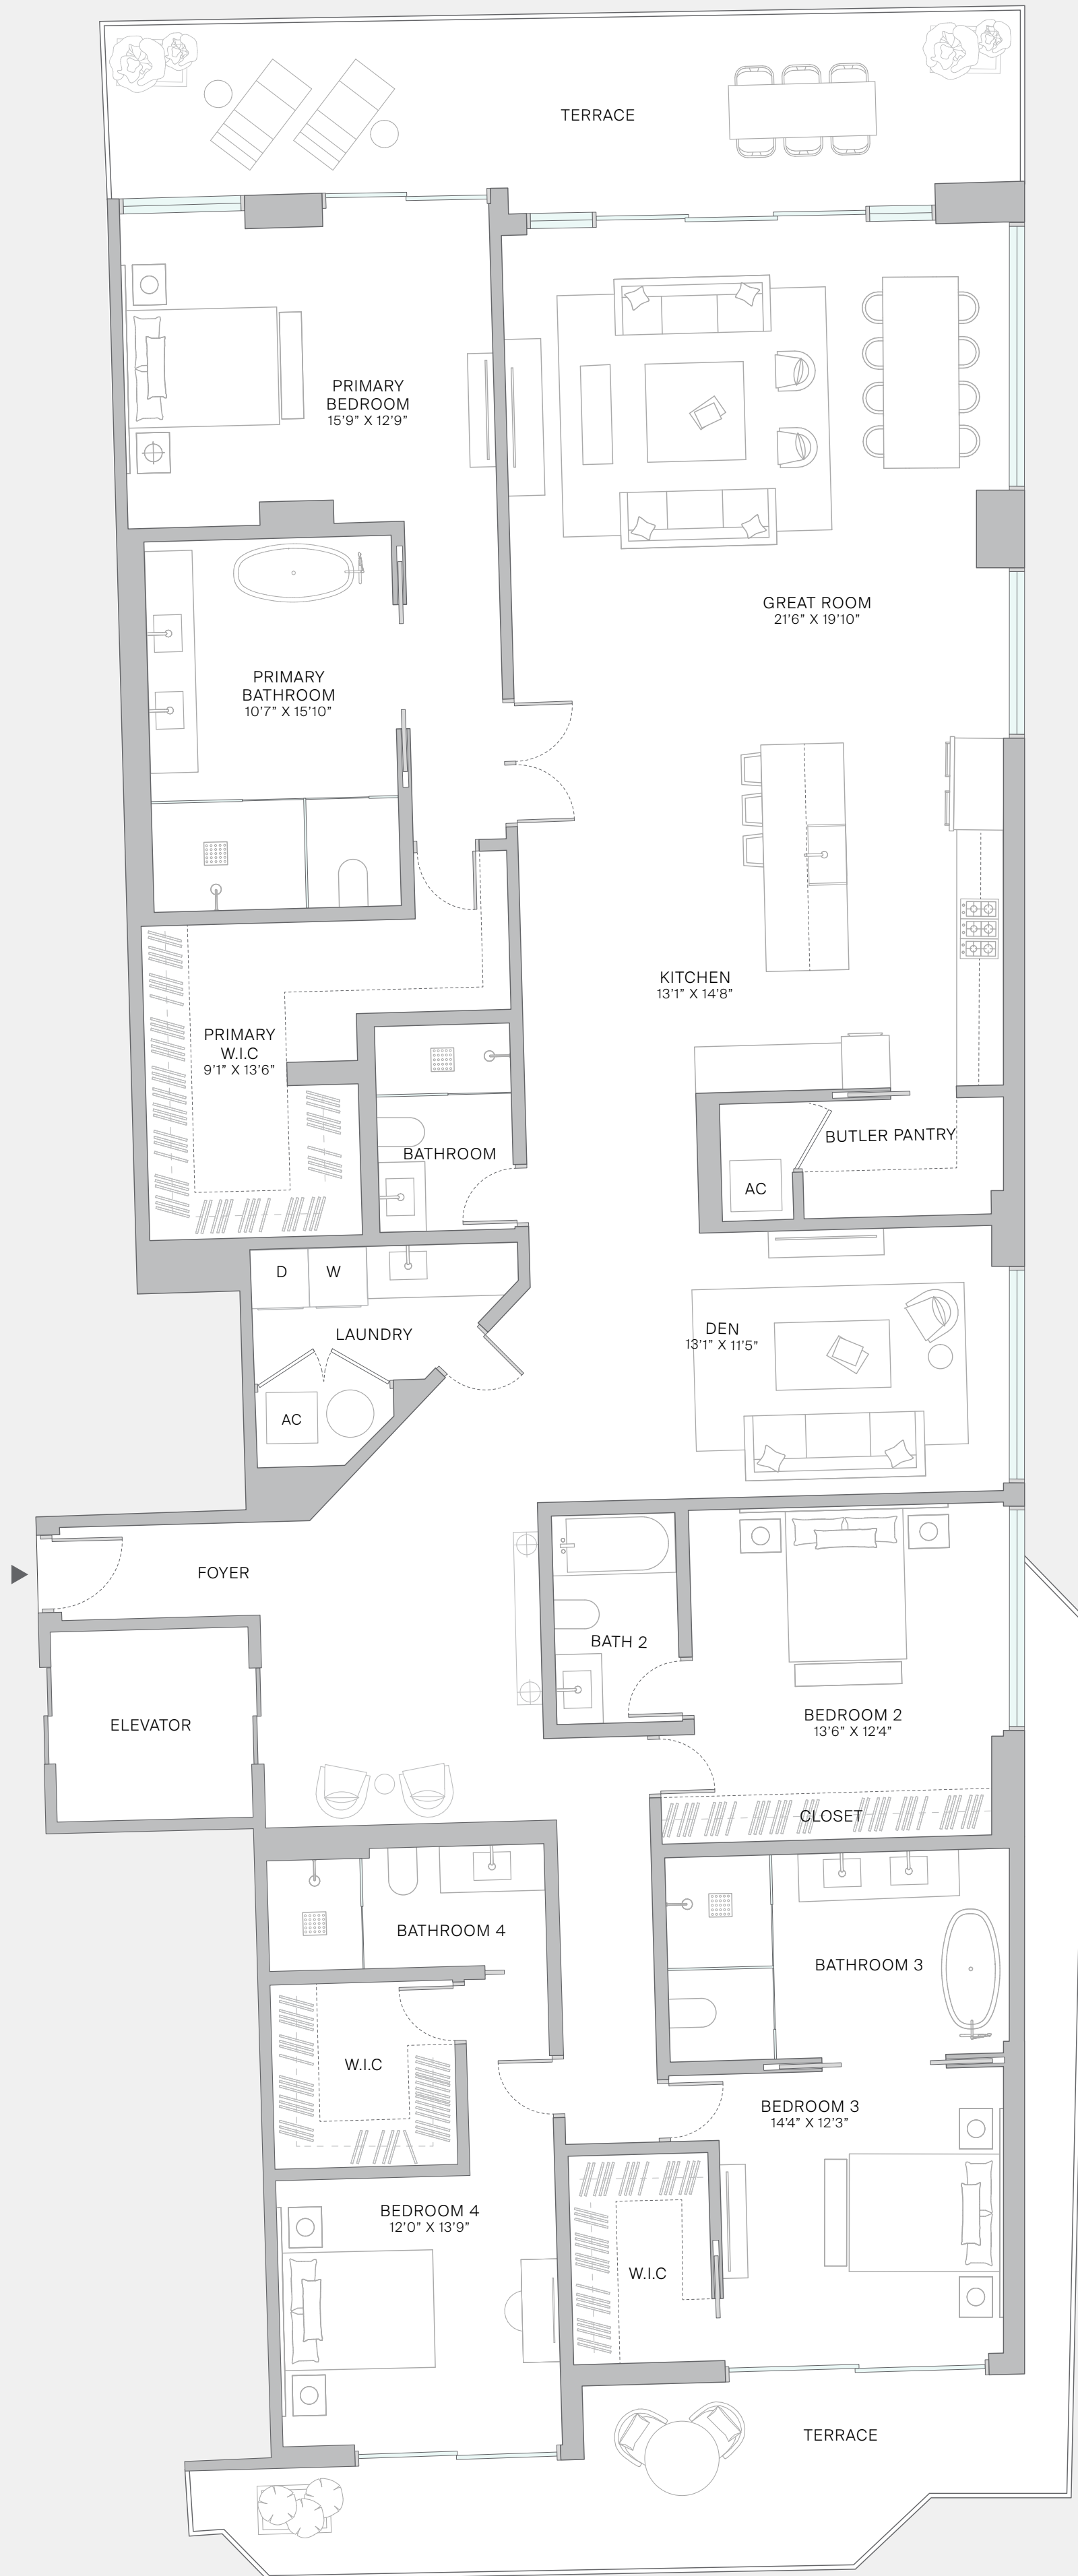 TERRACE
PRIMARY
BEDROOM
15’9” X 12’9”
GREAT ROOM
21’6” X 19’10”
PRIMARY
BATHROOM
10’7” X 15’10”
KITCHEN
13’1” X 14’8”
PRIMARY
W.I.C
9’1” X 13’6”
BATHROOM
BUTLER PANTRY
AC
D
W
LAUNDRY
DEN
13’1” X 11’5”
AC
FOYER
BATH 2
ELEVATOR
BEDROOM 2
13’6” X 12’4”
CLOSET
BATHROOM 4
BATHROOM 3
W.I.C
BEDROOM 3
14’4” X 12’3”
BEDROOM 4
12’0” X 13’9”
W.I.C
TERRACE